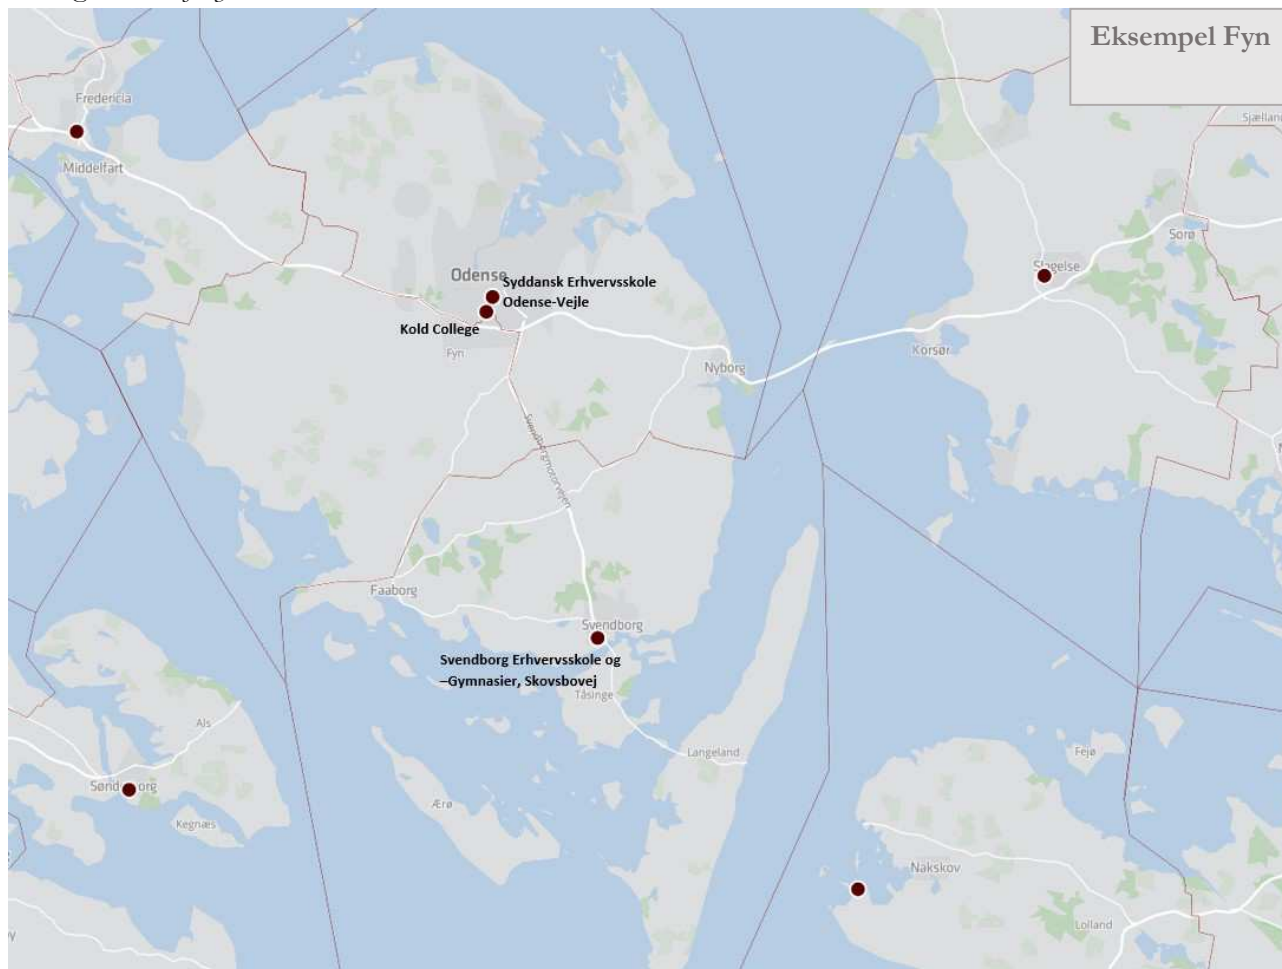 Eksempel Fyn
Fredericia
Sjælland
Middelfart
Sorø
Slagelse
Odense
Syddansk Erhvervsskole
Odense-Vejle
Kold College
Fyn
Korsør
Nyborg
Svendborgmotorvejen
Faaborg
Svendborg
Svendborg Erhvervsskole og
–Gymnasier, Skovsbovej
Tåsinge
Als
Langeland
Fejø
Ærø
Kegnæs
Nakskov
Lolland